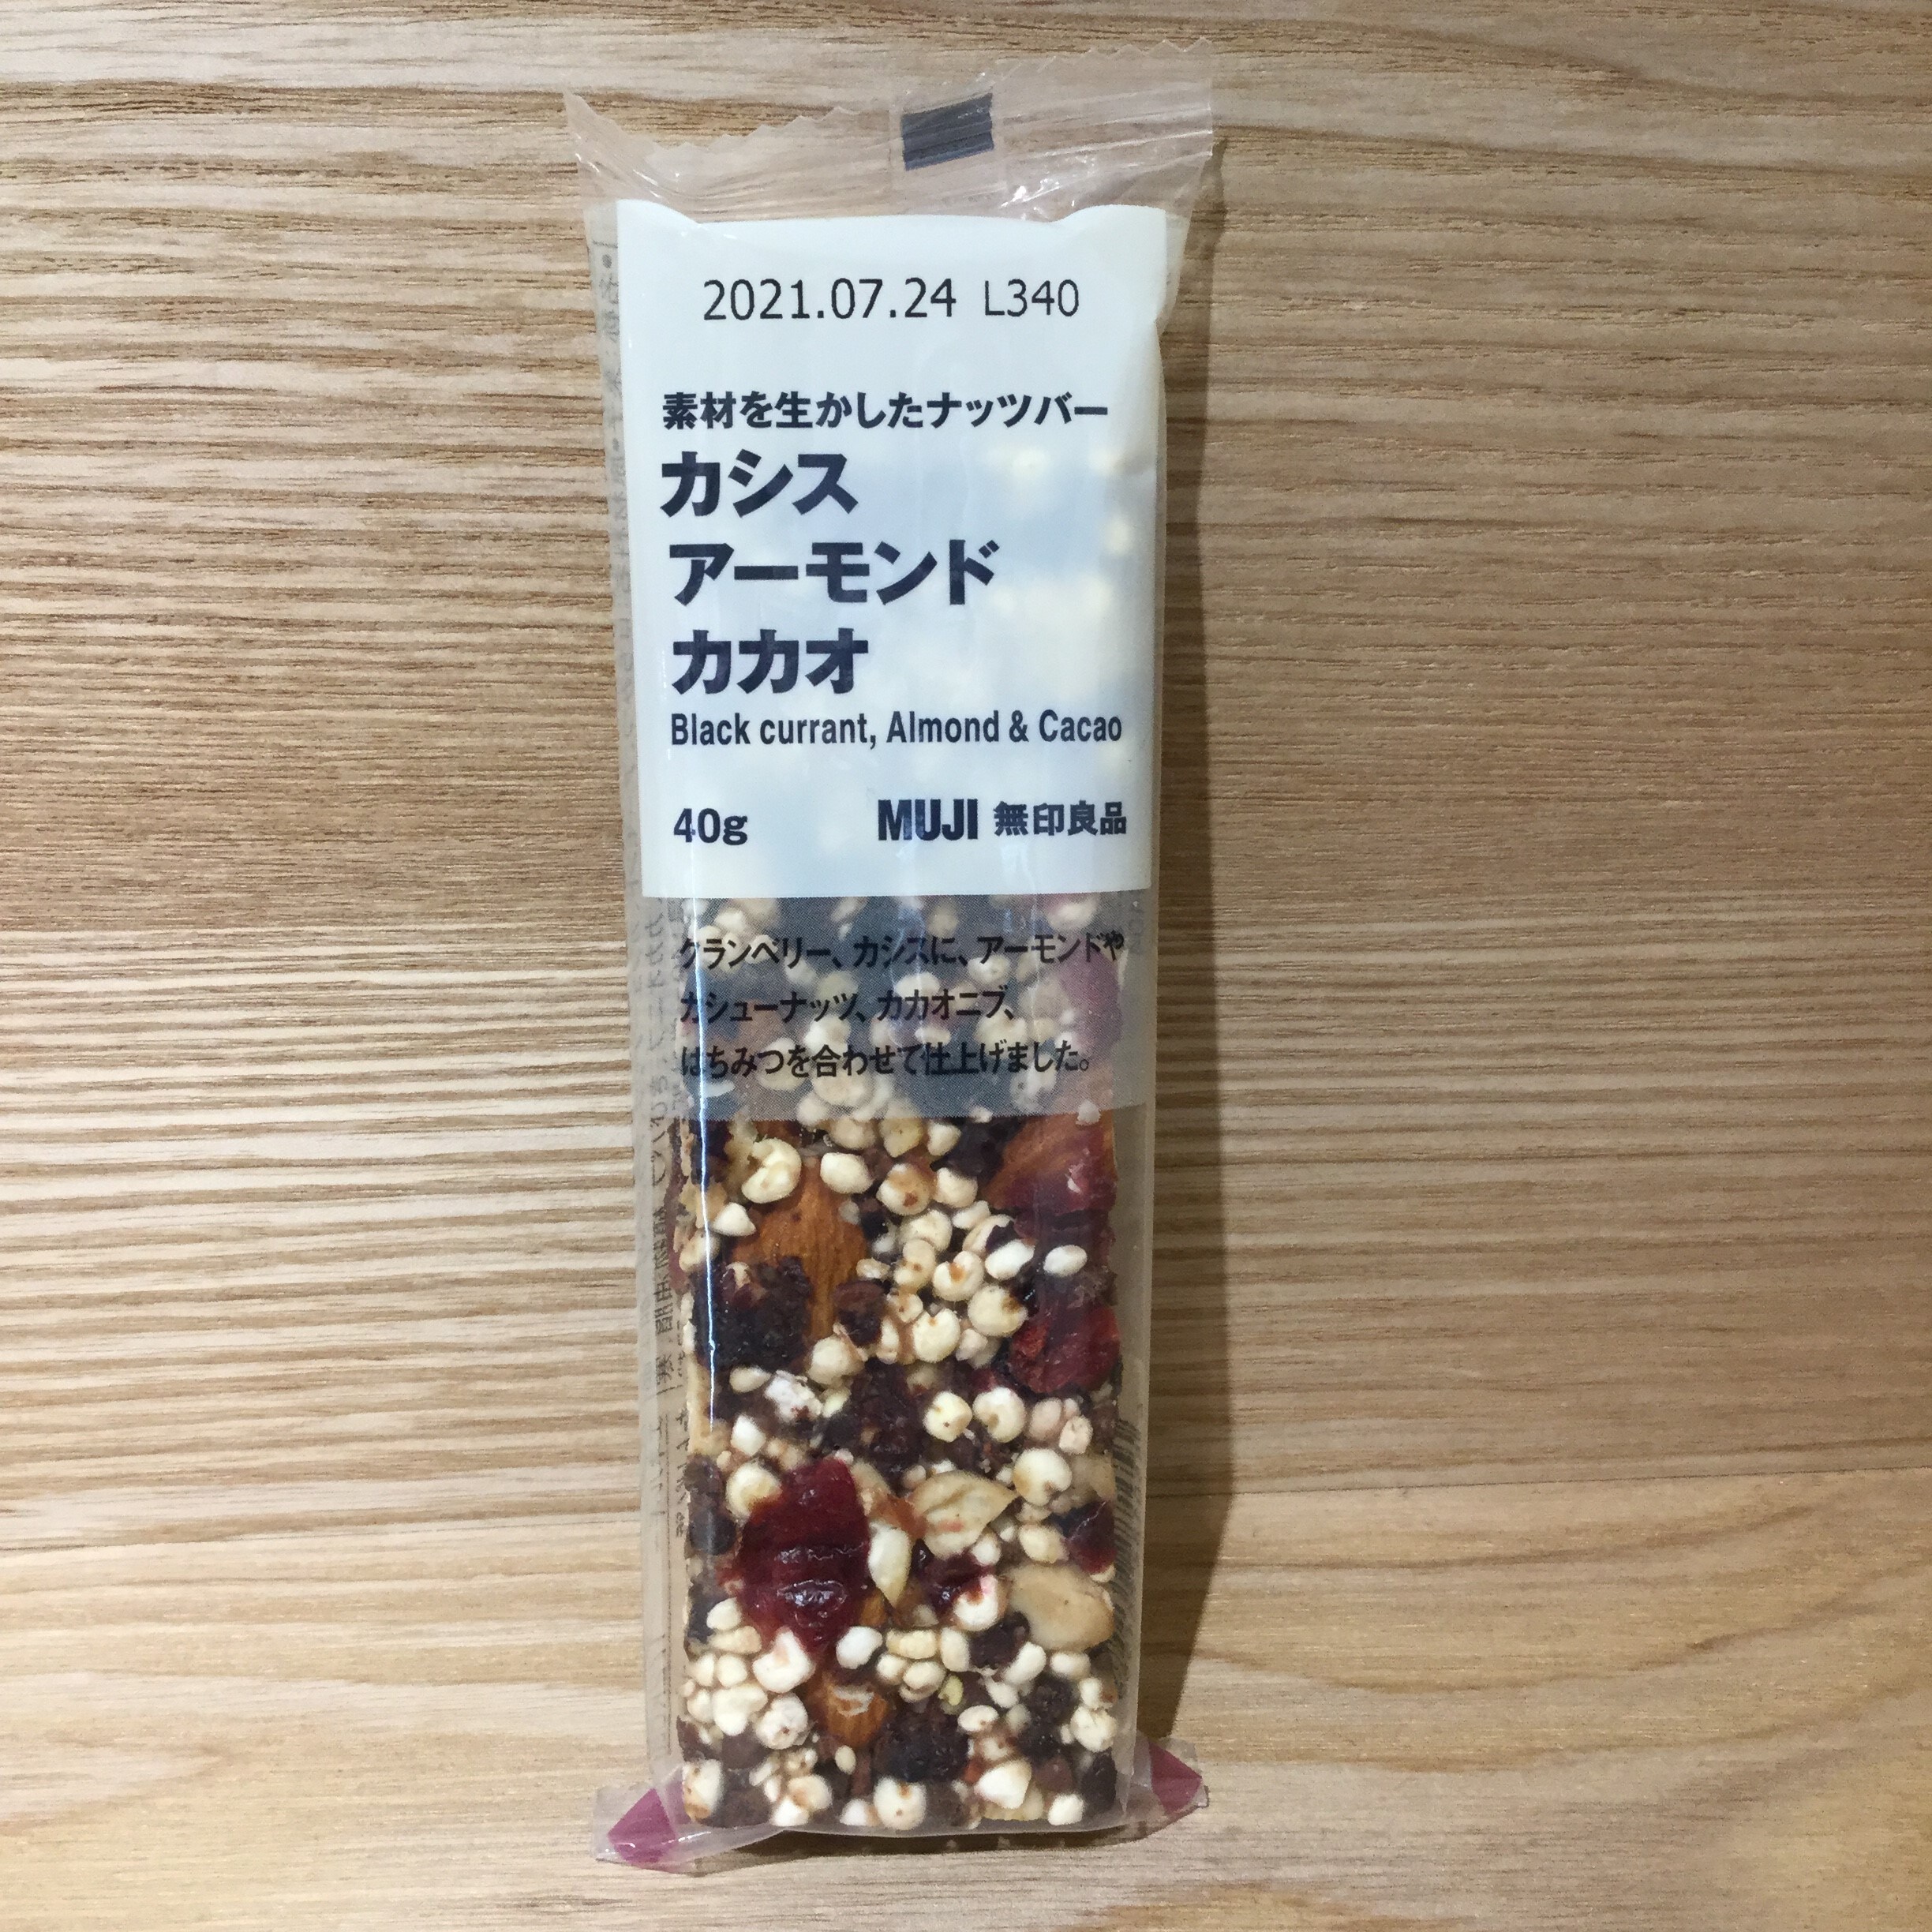 2021.07.24 L340
素材を生かしたナッツバー
カシス
アーモンド
カカオ
Black currant, Almond & Cacao
40g MUJI 無印良品
クランベリー、カシスに、アーモンドや
カシューナッツ、カカオニブ、
はちみつを合わせて仕上げました。